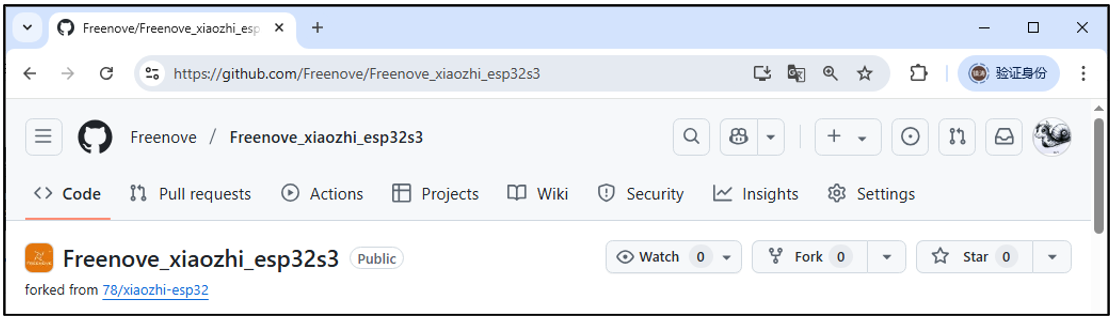 Freenove/Freenove_xiaozhi_esp
https://github.com/Freenove/Freenove_xiaozhi_esp32s3
验证身份
Freenove / Freenove_xiaozhi_esp32s3
Code Pull requests Actions Projects Wiki Security Insights Settings
Freenove_xiaozhi_esp32s3 Public Watch 0 Fork 0 Star 0
forked from 78/xiaozhi-esp32